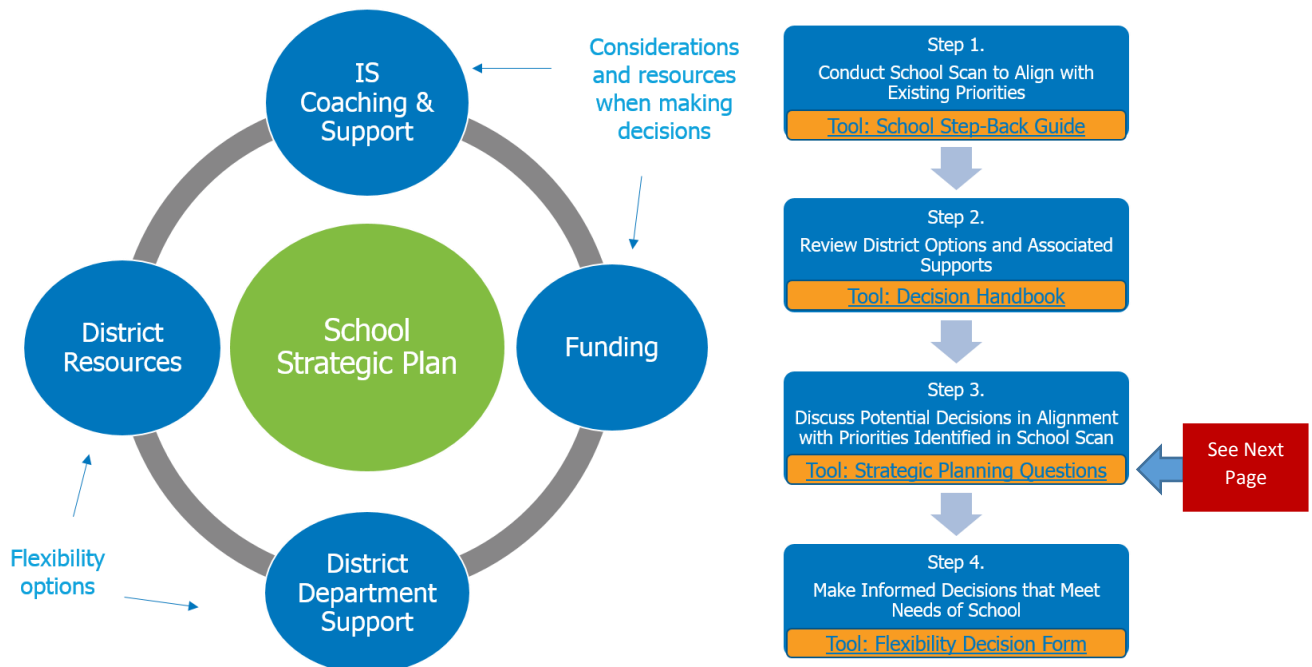 IS
Coaching &
Support
Considerations
and resources
when making
decisions
District
Resources
School
Strategic Plan
Funding
Flexibility
options
District
Department
Support
Step 1.
Conduct School Scan to Align with
Existing Priorities
Tool: School Step-Back Guide
Step 2.
Review District Options and Associated
Supports
Tool: Decision Handbook
Step 3.
Discuss Potential Decisions in Alignment
with Priorities Identified in School Scan
Tool: Strategic Planning Questions
See Next
Page
Step 4.
Make Informed Decisions that Meet
Needs of School
Tool: Flexibility Decision Form